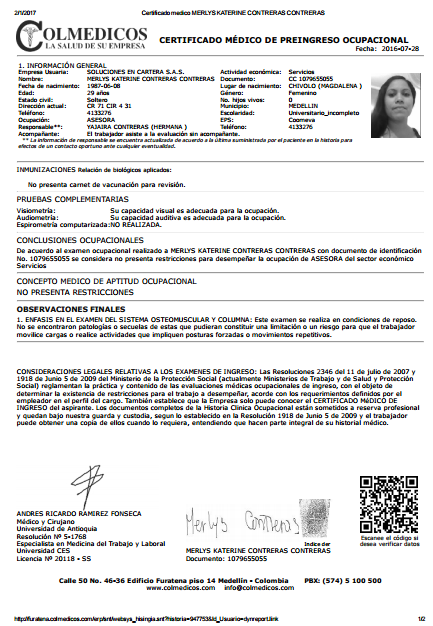 2/1/2017 Certificado medico MERLYS KATERINE CONTRERAS CONTRERAS
COLMEDICOS
LA SALUD DE SU EMPRESA
CERTIFICADO MÉDICO DE PREINGRESO OCUPACIONAL
Fecha: 2016-07-28
1. INFORMACIÓN GENERAL
Empresa Usuaria: SOLUCIONES EN CARTERA S.A.S. Actividad económica: Servicios
Nombre: MERLYS KATERINE CONTRERAS CONTRERAS Documento: CC 1079655055
Fecha de nacimiento: 1987-06-08 Lugar de nacimiento: CHIVOLO (MAGDALENA )
Edad: 29 años Género: Femenino
Estado civil: Soltero No. hijos vivos: 0
Dirección actual: CR 71 CIR 4 31 Municipio: MEDELLIN
Teléfono: 4133276 Escolaridad: Universitario_incompleto
Ocupación: ASESORA EPS: Coomeva
Responsable**: YAJAIRA CONTRERAS (HERMANA ) Teléfono: 4133276
Acompañante: El trabajador asiste a la evaluación sin acompañante.
** La información de responsable se encuentra actualizada de acuerdo a la última suministrada por el paciente en la historia para
efectos de un contacto oportuno ante cualquier eventualidad.
INMUNIZACIONES Relación de biológicos aplicados:
No presenta carnet de vacunación para revisión.
PRUEBAS COMPLEMENTARIAS
Visiometría: Su capacidad visual es adecuada para la ocupación.
Audiometría: Su capacidad auditiva es adecuada para la ocupación.
Espirometría computarizada: NO REALIZADA.
CONCLUSIONES OCUPACIONALES
De acuerdo al examen ocupacional realizado a MERLYS KATERINE CONTRERAS CONTRERAS con documento de identificación
No. 1079655055 se considera no presenta restricciones para desempeñar la ocupación de ASESORA del sector económico
Servicios
CONCEPTO MEDICO DE APTITUD OCUPACIONAL
NO PRESENTA RESTRICCIONES
OBSERVACIONES FINALES
1. ENFASIS EN EL EXAMEN DEL SISTEMA OSTEOMUSCULAR Y COLUMNA: Este examen se realiza en condiciones de reposo.
No se encontraron patologías o secuelas de estas que pudieran constituir una limitación o un riesgo para que el trabajador
movilice cargas o realice actividades que impliquen posturas forzadas o movimientos repetitivos.
CONSIDERACIONES LEGALES RELATIVAS A LOS EXAMENES DE INGRESO: Las Resoluciones 2346 del 11 de julio de 2007 y
1918 de Junio 5 de 2009 del Ministerio de la Protección Social (actualmente Ministerios de Trabajo y de Salud y Protección
Social) reglamentan la práctica y contenido de las evaluaciones médicas ocupacionales de ingreso, con el objeto de
determinar la existencia de restricciones para el trabajo a desempeñar, acorde con los requerimientos definidos por el
empleador en el perfil del cargo. También establece que la Empresa solo puede conocer el CERTIFICADO MéDICO DE
INGRESO del aspirante. Los documentos completos de la Historia Clinica Ocupacional están sometidos a reserva profesional
y quedan bajo nuestra guarda y custodia, segun lo establecido en la Resolución 1918 de Junio 5 de 2009 y el trabajador
puede obtener una copia de ellos cuando lo requiera, entendiendo que hacen parte integral de su historial médico.
Merlys Contreras
ANDRES RICARDO RAMIREZ FONSECA
Médico y Cirujano
Universidad de Antioquia
Resolución Nº 5-1768
Especialista en Medicina del Trabajo y Laboral
Universidad CES
Licencia Nº 20118 - SS
Indice der
MERLYS KATERINE CONTRERAS CONTRERAS
Documento: 1079655055
Escanee el código si
desea verificar datos
Calle 50 No. 46-36 Edificio Furatena piso 14 Medellin - Colombia PBX: (574) 5 100 500
www.colmedicos.com info@colmedicos.com
http://furatena.colmedicos.com/erp/snt/websys_hisingla.snt?historia=947753&Id_Usuario=dynreport.link 1/2